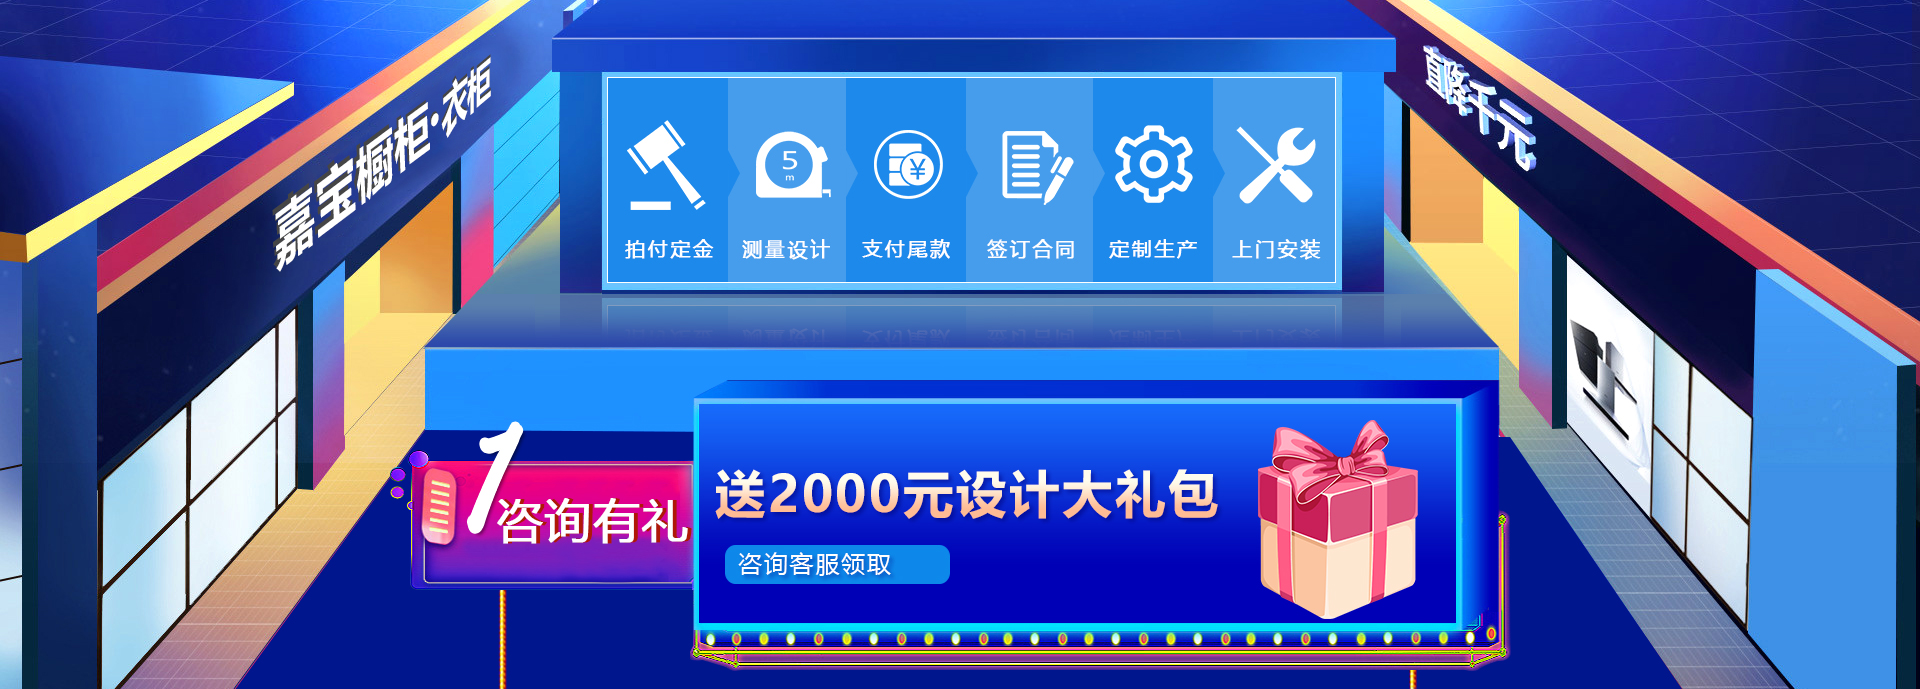 嘉宝橱柜·衣柜
直降千元
5
m
¥
拍付定金
测量设计
支付尾款
签订合同
定制生产
上门安装
1
咨询有礼
送2000元设计大礼包
咨询客服领取